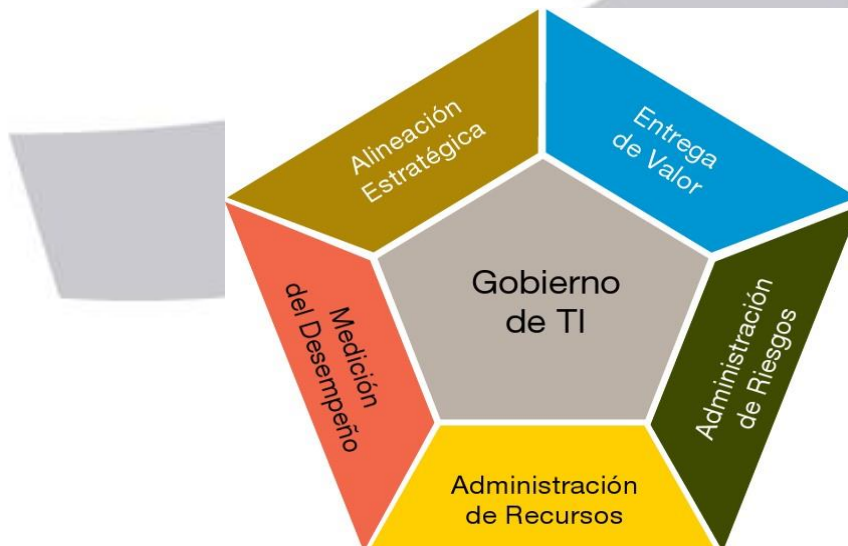 Alineación
Estratégica
Entrega
de Valor
Gobierno
de TI
Medición
del Desempeño
Administración
de Riesgos
Administración
de Recursos